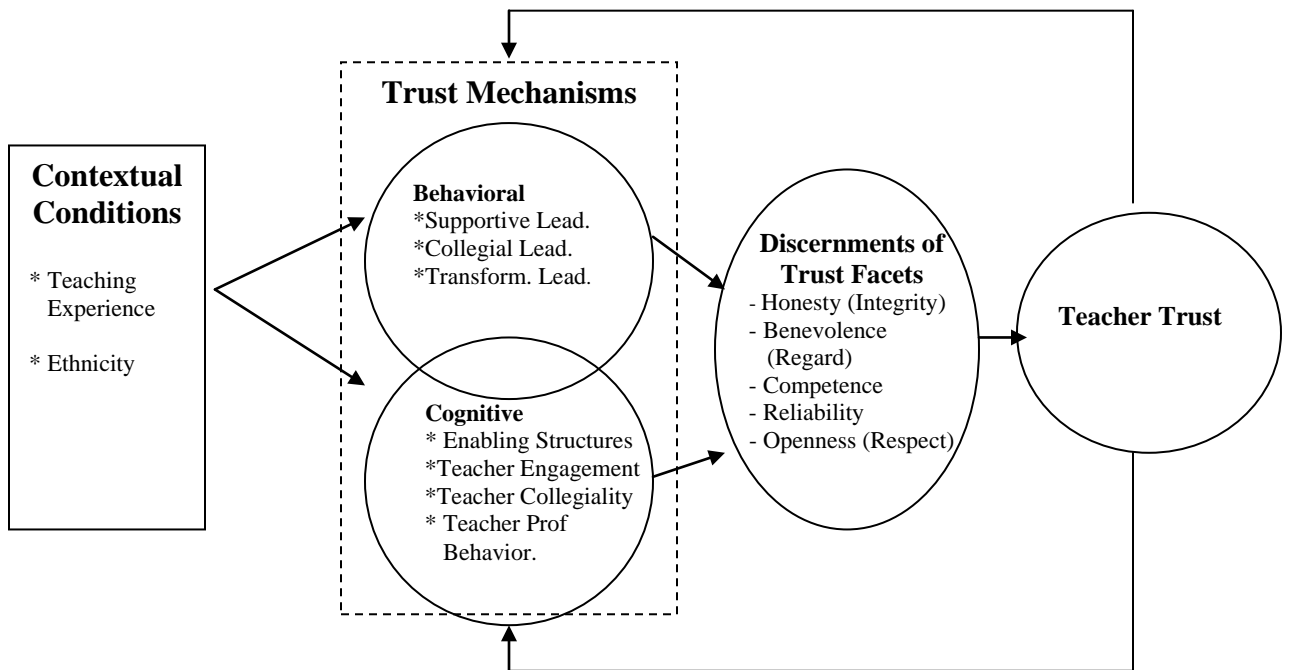 Trust Mechanisms
Contextual
Conditions
* Teaching
Experience
* Ethnicity
Behavioral
*Supportive Lead.
*Collegial Lead.
*Transform. Lead.
Cognitive
* Enabling Structures
*Teacher Engagement
*Teacher Collegiality
* Teacher Prof
Behavior.
Discernments of
Trust Facets
- Honesty (Integrity)
- Benevolence
(Regard)
- Competence
- Reliability
- Openness (Respect)
Teacher Trust